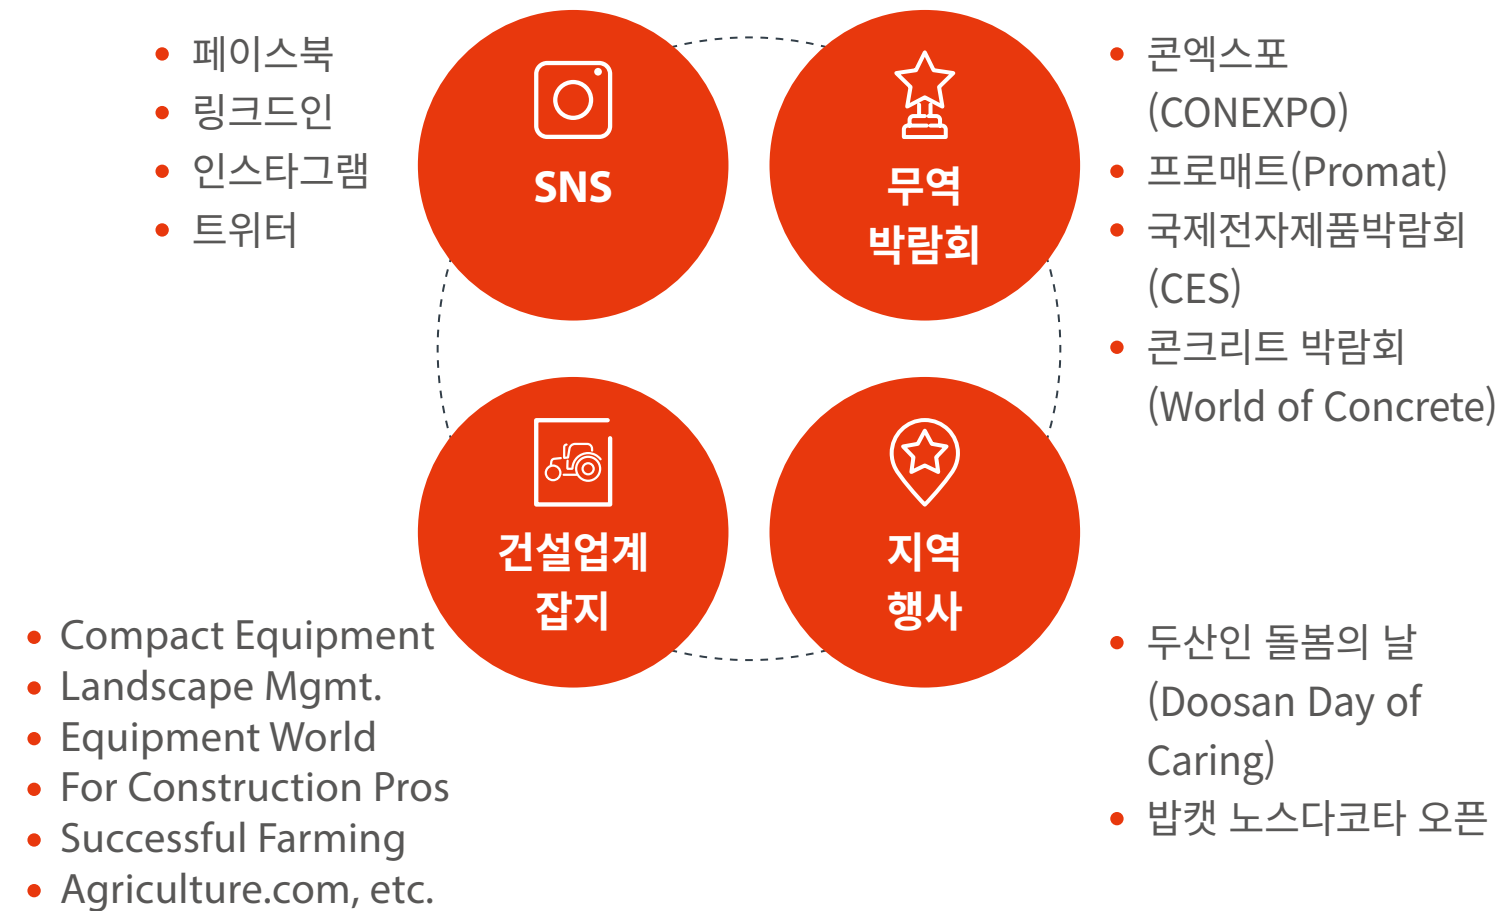 • 페이스북
• 링크드인
• 인스타그램
• 트위터
SNS
무역
박람회
• 콘엑스포
(CONEXPO)
• 프로매트(Promat)
• 국제전자제품박람회
(CES)
• 콘크리트 박람회
(World of Concrete)
건설업계
잡지
• Compact Equipment
• Landscape Mgmt.
• Equipment World
• For Construction Pros
• Successful Farming
• Agriculture.com, etc.
지역
행사
• 두산인 돌봄의 날
(Doosan Day of
Caring)
• 밥캣 노스다코타 오픈